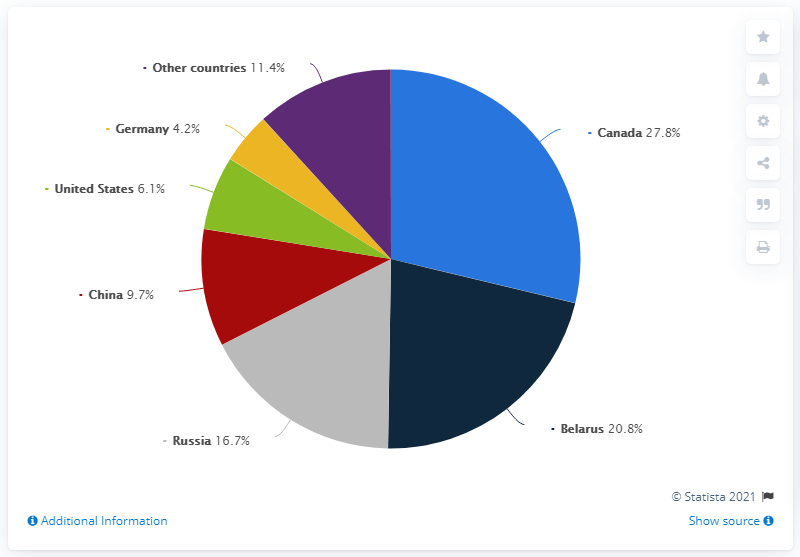 Other countries 11.4%
Germany 4.2%
Canada 27.8%
United States 6.1%
China 9.7%
Belarus 20.8%
Russia 16.7%
© Statista 2021
Additional Information
Show source